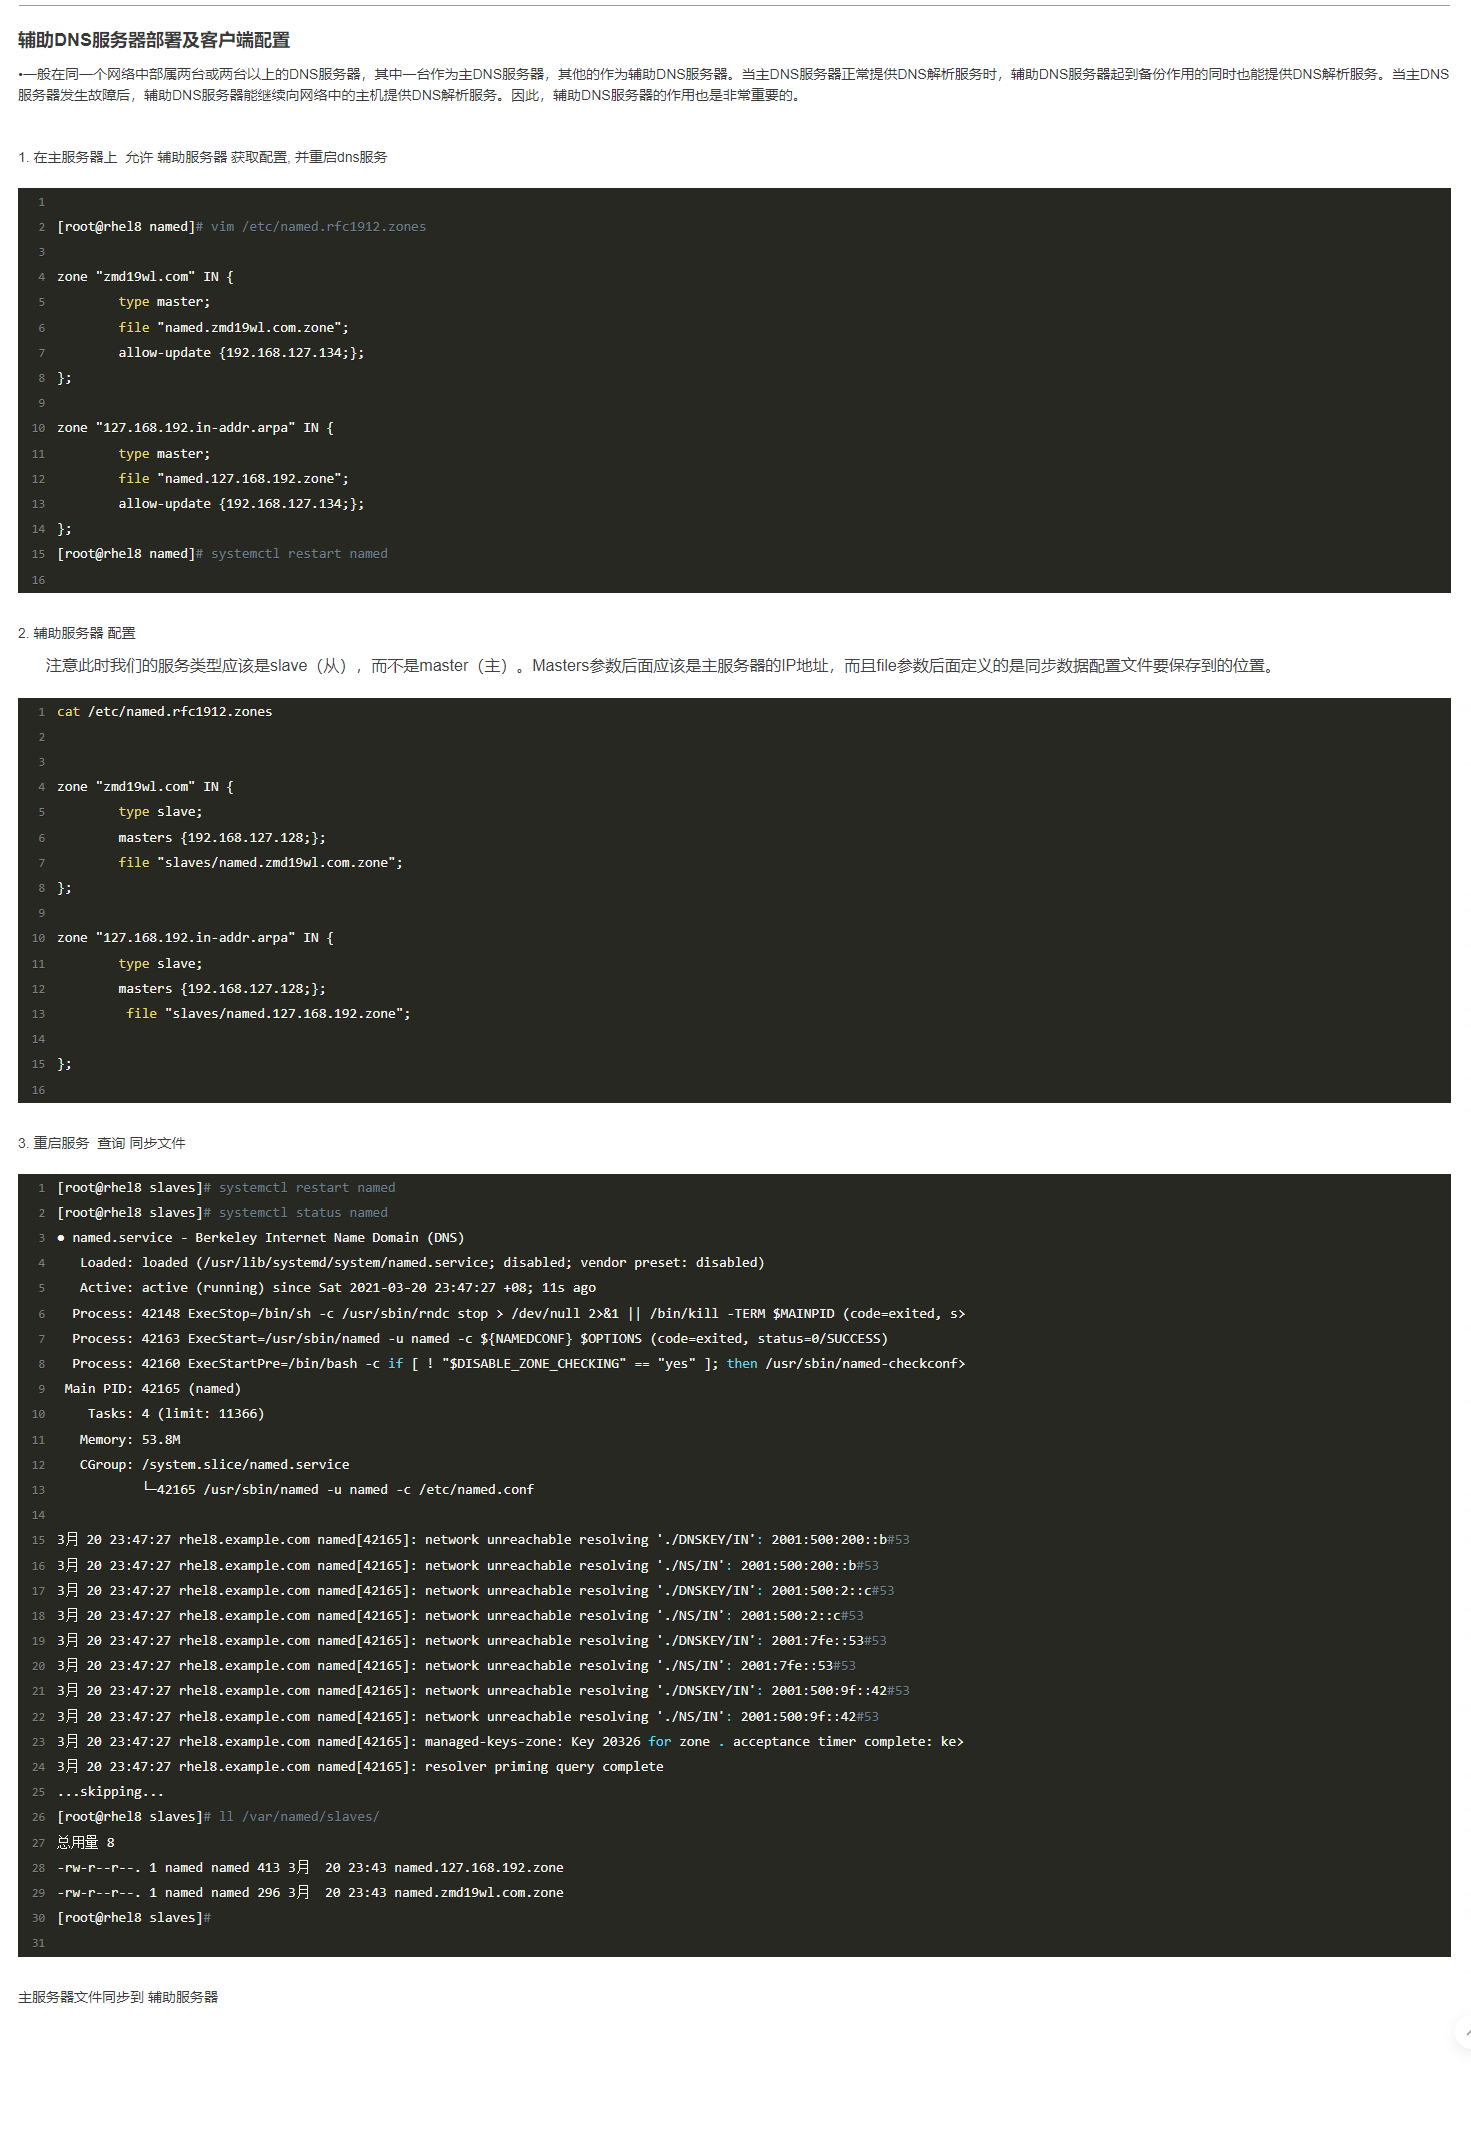 辅助DNS服务器部署及客户端配置
•一般在同一个网络中部属两台或两台以上的DNS服务器，其中一台作为主DNS服务器，其他的作为辅助DNS服务器。当主DNS服务器正常提供DNS解析服务时，辅助DNS服务器起到备份作用的同时也能提供DNS解析服务。当主DNS
服务器发生故障后，辅助DNS服务器能继续向网络中的主机提供DNS解析服务。因此，辅助DNS服务器的作用也是非常重要的。
1. 在主服务器上  允许 辅助服务器 获取配置, 并重启dns服务
1
2 [root@rhel8 named]# vim /etc/named.rfc1912.zones
3
4 zone "zmd19wl.com" IN {
5         type master;
6         file "named.zmd19wl.com.zone";
7         allow-update {192.168.127.134;};
8 };
9
10 zone "127.168.192.in-addr.arpa" IN {
11         type master;
12         file "named.127.168.192.zone";
13         allow-update {192.168.127.134;};
14 };
15 [root@rhel8 named]# systemctl restart named
16
2. 辅助服务器 配置
注意此时我们的服务类型应该是slave（从），而不是master（主）。Masters参数后面应该是主服务器的IP地址，而且file参数后面定义的是同步数据配置文件要保存到的位置。
1 cat /etc/named.rfc1912.zones
2
3
4 zone "zmd19wl.com" IN {
5         type slave;
6         masters {192.168.127.128;};
7         file "slaves/named.zmd19wl.com.zone";
8 };
9
10 zone "127.168.192.in-addr.arpa" IN {
11         type slave;
12         masters {192.168.127.128;};
13          file "slaves/named.127.168.192.zone";
14
15 };
16
3. 重启服务  查询 同步文件
1 [root@rhel8 slaves]# systemctl restart named
2 [root@rhel8 slaves]# systemctl status named
3 ● named.service - Berkeley Internet Name Domain (DNS)
4    Loaded: loaded (/usr/lib/systemd/system/named.service; disabled; vendor preset: disabled)
5    Active: active (running) since Sat 2021-03-20 23:47:27 +08; 11s ago
6   Process: 42148 ExecStop=/bin/sh -c /usr/sbin/rndc stop > /dev/null 2>&1 || /bin/kill -TERM $MAINPID (code=exited, s>
7   Process: 42163 ExecStart=/usr/sbin/named -u named -c ${NAMEDCONF} $OPTIONS (code=exited, status=0/SUCCESS)
8   Process: 42160 ExecStartPre=/bin/bash -c if [ ! "$DISABLE_ZONE_CHECKING" == "yes" ]; then /usr/sbin/named-checkconf>
9  Main PID: 42165 (named)
10     Tasks: 4 (limit: 11366)
11    Memory: 53.8M
12    CGroup: /system.slice/named.service
13            └─42165 /usr/sbin/named -u named -c /etc/named.conf
14
15 3月 20 23:47:27 rhel8.example.com named[42165]: network unreachable resolving './DNSKEY/IN': 2001:500:200::b#53
16 3月 20 23:47:27 rhel8.example.com named[42165]: network unreachable resolving './NS/IN': 2001:500:200::b#53
17 3月 20 23:47:27 rhel8.example.com named[42165]: network unreachable resolving './DNSKEY/IN': 2001:500:2::c#53
18 3月 20 23:47:27 rhel8.example.com named[42165]: network unreachable resolving './NS/IN': 2001:500:2::c#53
19 3月 20 23:47:27 rhel8.example.com named[42165]: network unreachable resolving './DNSKEY/IN': 2001:7fe::53#53
20 3月 20 23:47:27 rhel8.example.com named[42165]: network unreachable resolving './NS/IN': 2001:7fe::53#53
21 3月 20 23:47:27 rhel8.example.com named[42165]: network unreachable resolving './DNSKEY/IN': 2001:500:9f::42#53
22 3月 20 23:47:27 rhel8.example.com named[42165]: network unreachable resolving './NS/IN': 2001:500:9f::42#53
23 3月 20 23:47:27 rhel8.example.com named[42165]: managed-keys-zone: Key 20326 for zone . acceptance timer complete: ke>
24 3月 20 23:47:27 rhel8.example.com named[42165]: resolver priming query complete
25 ...skipping...
26 [root@rhel8 slaves]# ll /var/named/slaves/
27 总用量 8
28 -rw-r--r--. 1 named named 413 3月  20 23:43 named.127.168.192.zone
29 -rw-r--r--. 1 named named 296 3月  20 23:43 named.zmd19wl.com.zone
30 [root@rhel8 slaves]#
31
主服务器文件同步到 辅助服务器